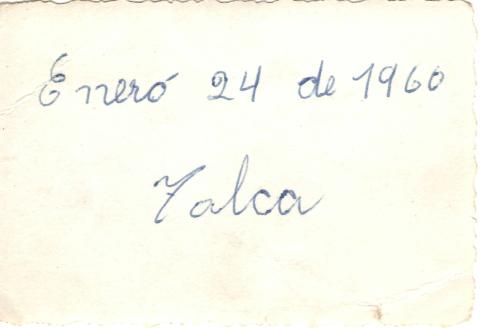 Eneró 24 de 1960
Talca